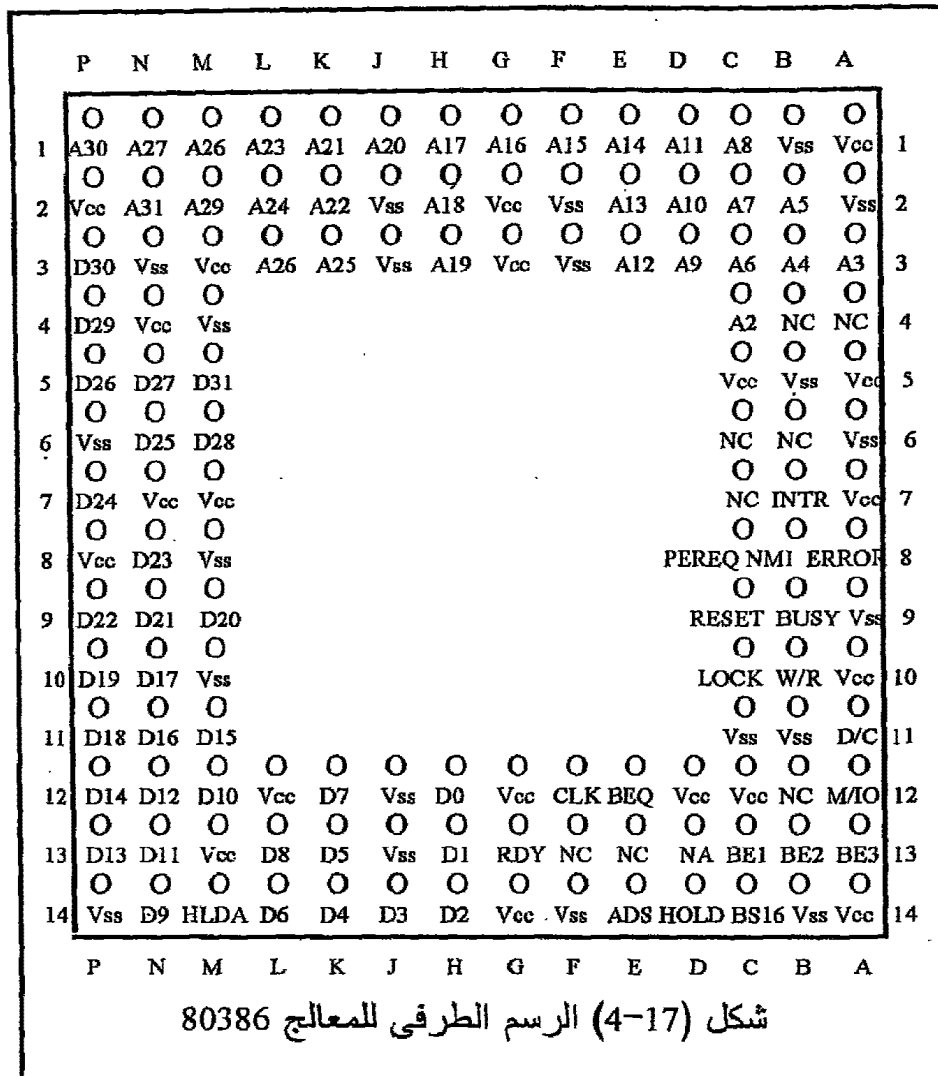 P N M L K J H G F E D C B A
O O O O O O O O O O O O O O
1 A30 A27 A26 A23 A21 A20 A17 A16 A15 A14 A11 A8 Vss Vcc 1
O O O O O O O O O O O O O O
2 Vcc A31 A29 A24 A22 Vss A18 Vcc Vss A13 A10 A7 A5 Vss 2
O O O O O O O O O O O O O O
3 D30 Vss Vcc A26 A25 Vss A19 Vcc Vss A12 A9 A6 A4 A3 3
O O O O O O
4 D29 Vcc Vss A2 NC NC 4
O O O O O O
5 D26 D27 D31 Vcc Vss Vcc 5
O O O O O O
6 Vss D25 D28 NC NC Vss 6
O O O O O O
7 D24 Vcc Vcc NC INTR Vcc 7
O O O O O O
8 Vcc D23 Vss PEREQ NMI ERROR 8
O O O O O O
9 D22 D21 D20 RESET BUSY Vss 9
O O O O O O
10 D19 D17 Vss LOCK W/R Vcc 10
O O O O O O
11 D18 D16 D15 Vss Vss D/C 11
O O O O O O O O O O O O O O
12 D14 D12 D10 Vcc D7 Vss D0 Vcc CLK BEQ Vcc Vcc NC M/IO 12
O O O O O O O O O O O O O O
13 D13 D11 Vcc D8 D5 Vss D1 RDY NC NC NA BE1 BE2 BE3 13
O O O O O O O O O O O O O O
14 Vss D9 HLDA D6 D4 D3 D2 Vcc Vss ADS HOLD BS16 Vss Vcc 14
P N M L K J H G F E D C B A
شكل (17-4) الرسم الطرفى للمعالج 80386